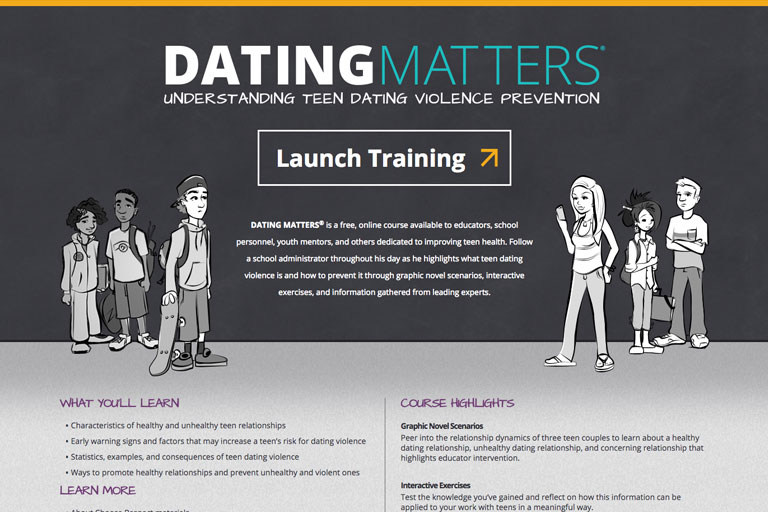 DATINGMATTERS®
UNDERSTANDING TEEN DATING VIOLENCE PREVENTION
Launch Training
DATING MATTERS® is a free, online course available to educators, school
personnel, youth mentors, and others dedicated to improving teen health. Follow
a school administrator throughout his day as he highlights what teen dating
violence is and how to prevent it through graphic novel scenarios, interactive
exercises, and information gathered from leading experts.
WHAT YOU'LL LEARN
• Characteristics of healthy and unhealthy teen relationships
• Early warning signs and factors that may increase a teen's risk for dating violence
• Statistics, examples, and consequences of teen dating violence
• Ways to promote healthy relationships and prevent unhealthy and violent ones
LEARN MORE
• About Choose Respect materials
COURSE HIGHLIGHTS
Graphic Novel Scenarios
Peer into the relationship dynamics of three teen couples to learn about a healthy
dating relationship, unhealthy dating relationship, and concerning relationship that
highlights educator intervention.
Interactive Exercises
Test the knowledge you've gained and reflect on how this information can be
applied to your work with teens in a meaningful way.